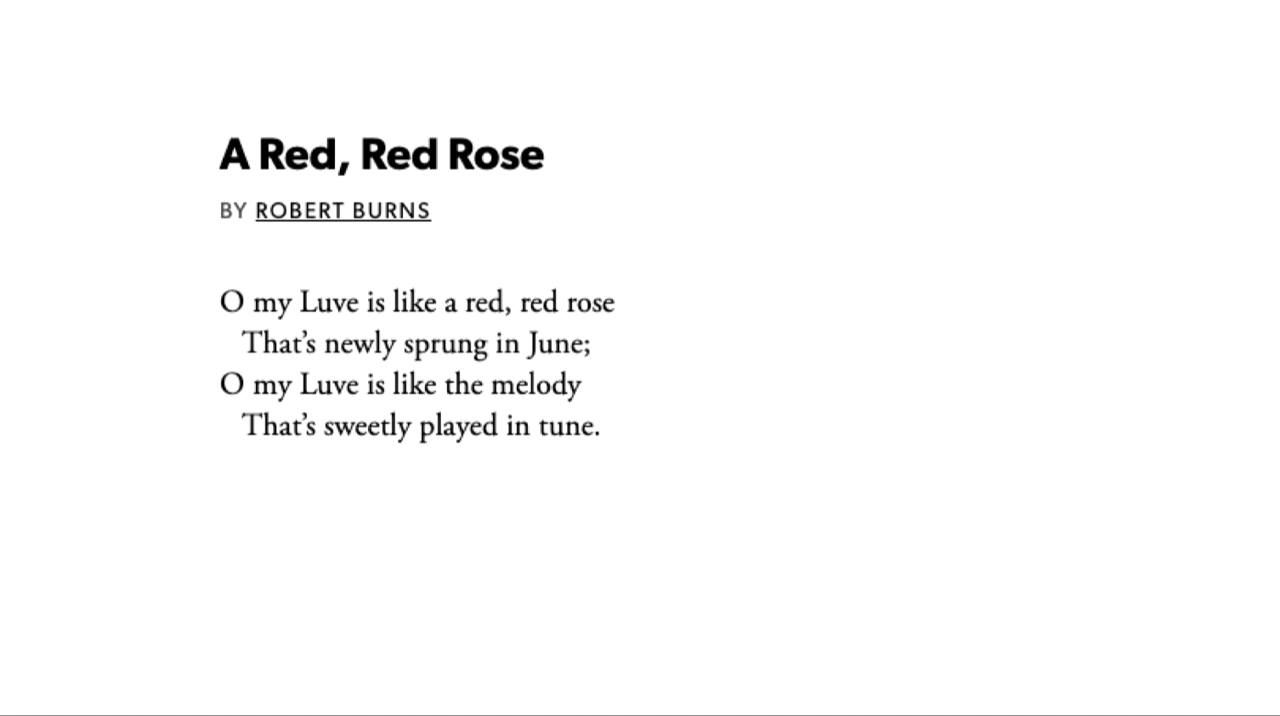 A Red, Red Rose
BY ROBERT BURNS
O my Luve is like a red, red rose
That’s newly sprung in June;
O my Luve is like the melody
That’s sweetly played in tune.